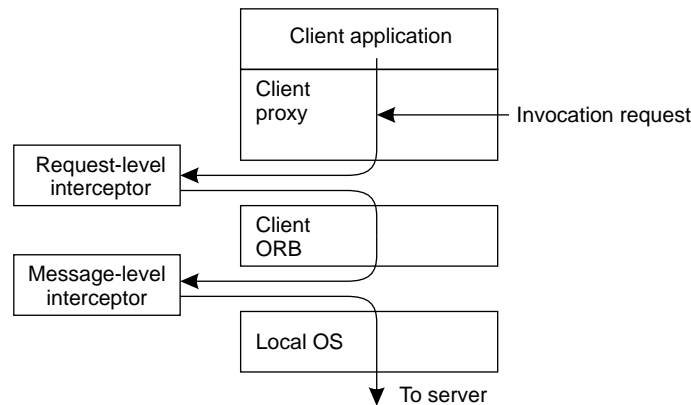 Client application
Client
proxy
Invocation request
Request-level
interceptor
Client
ORB
Message-level
interceptor
Local OS
To server